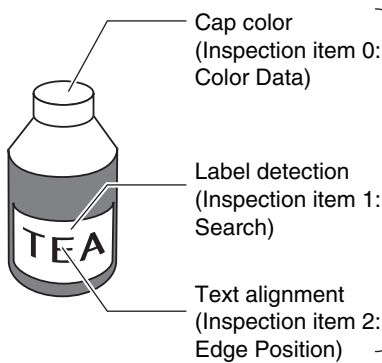 Cap color
(Inspection item 0:
Color Data)
Label detection
(Inspection item 1:
Search)
TEA
Text alignment
(Inspection item 2:
Edge Position)